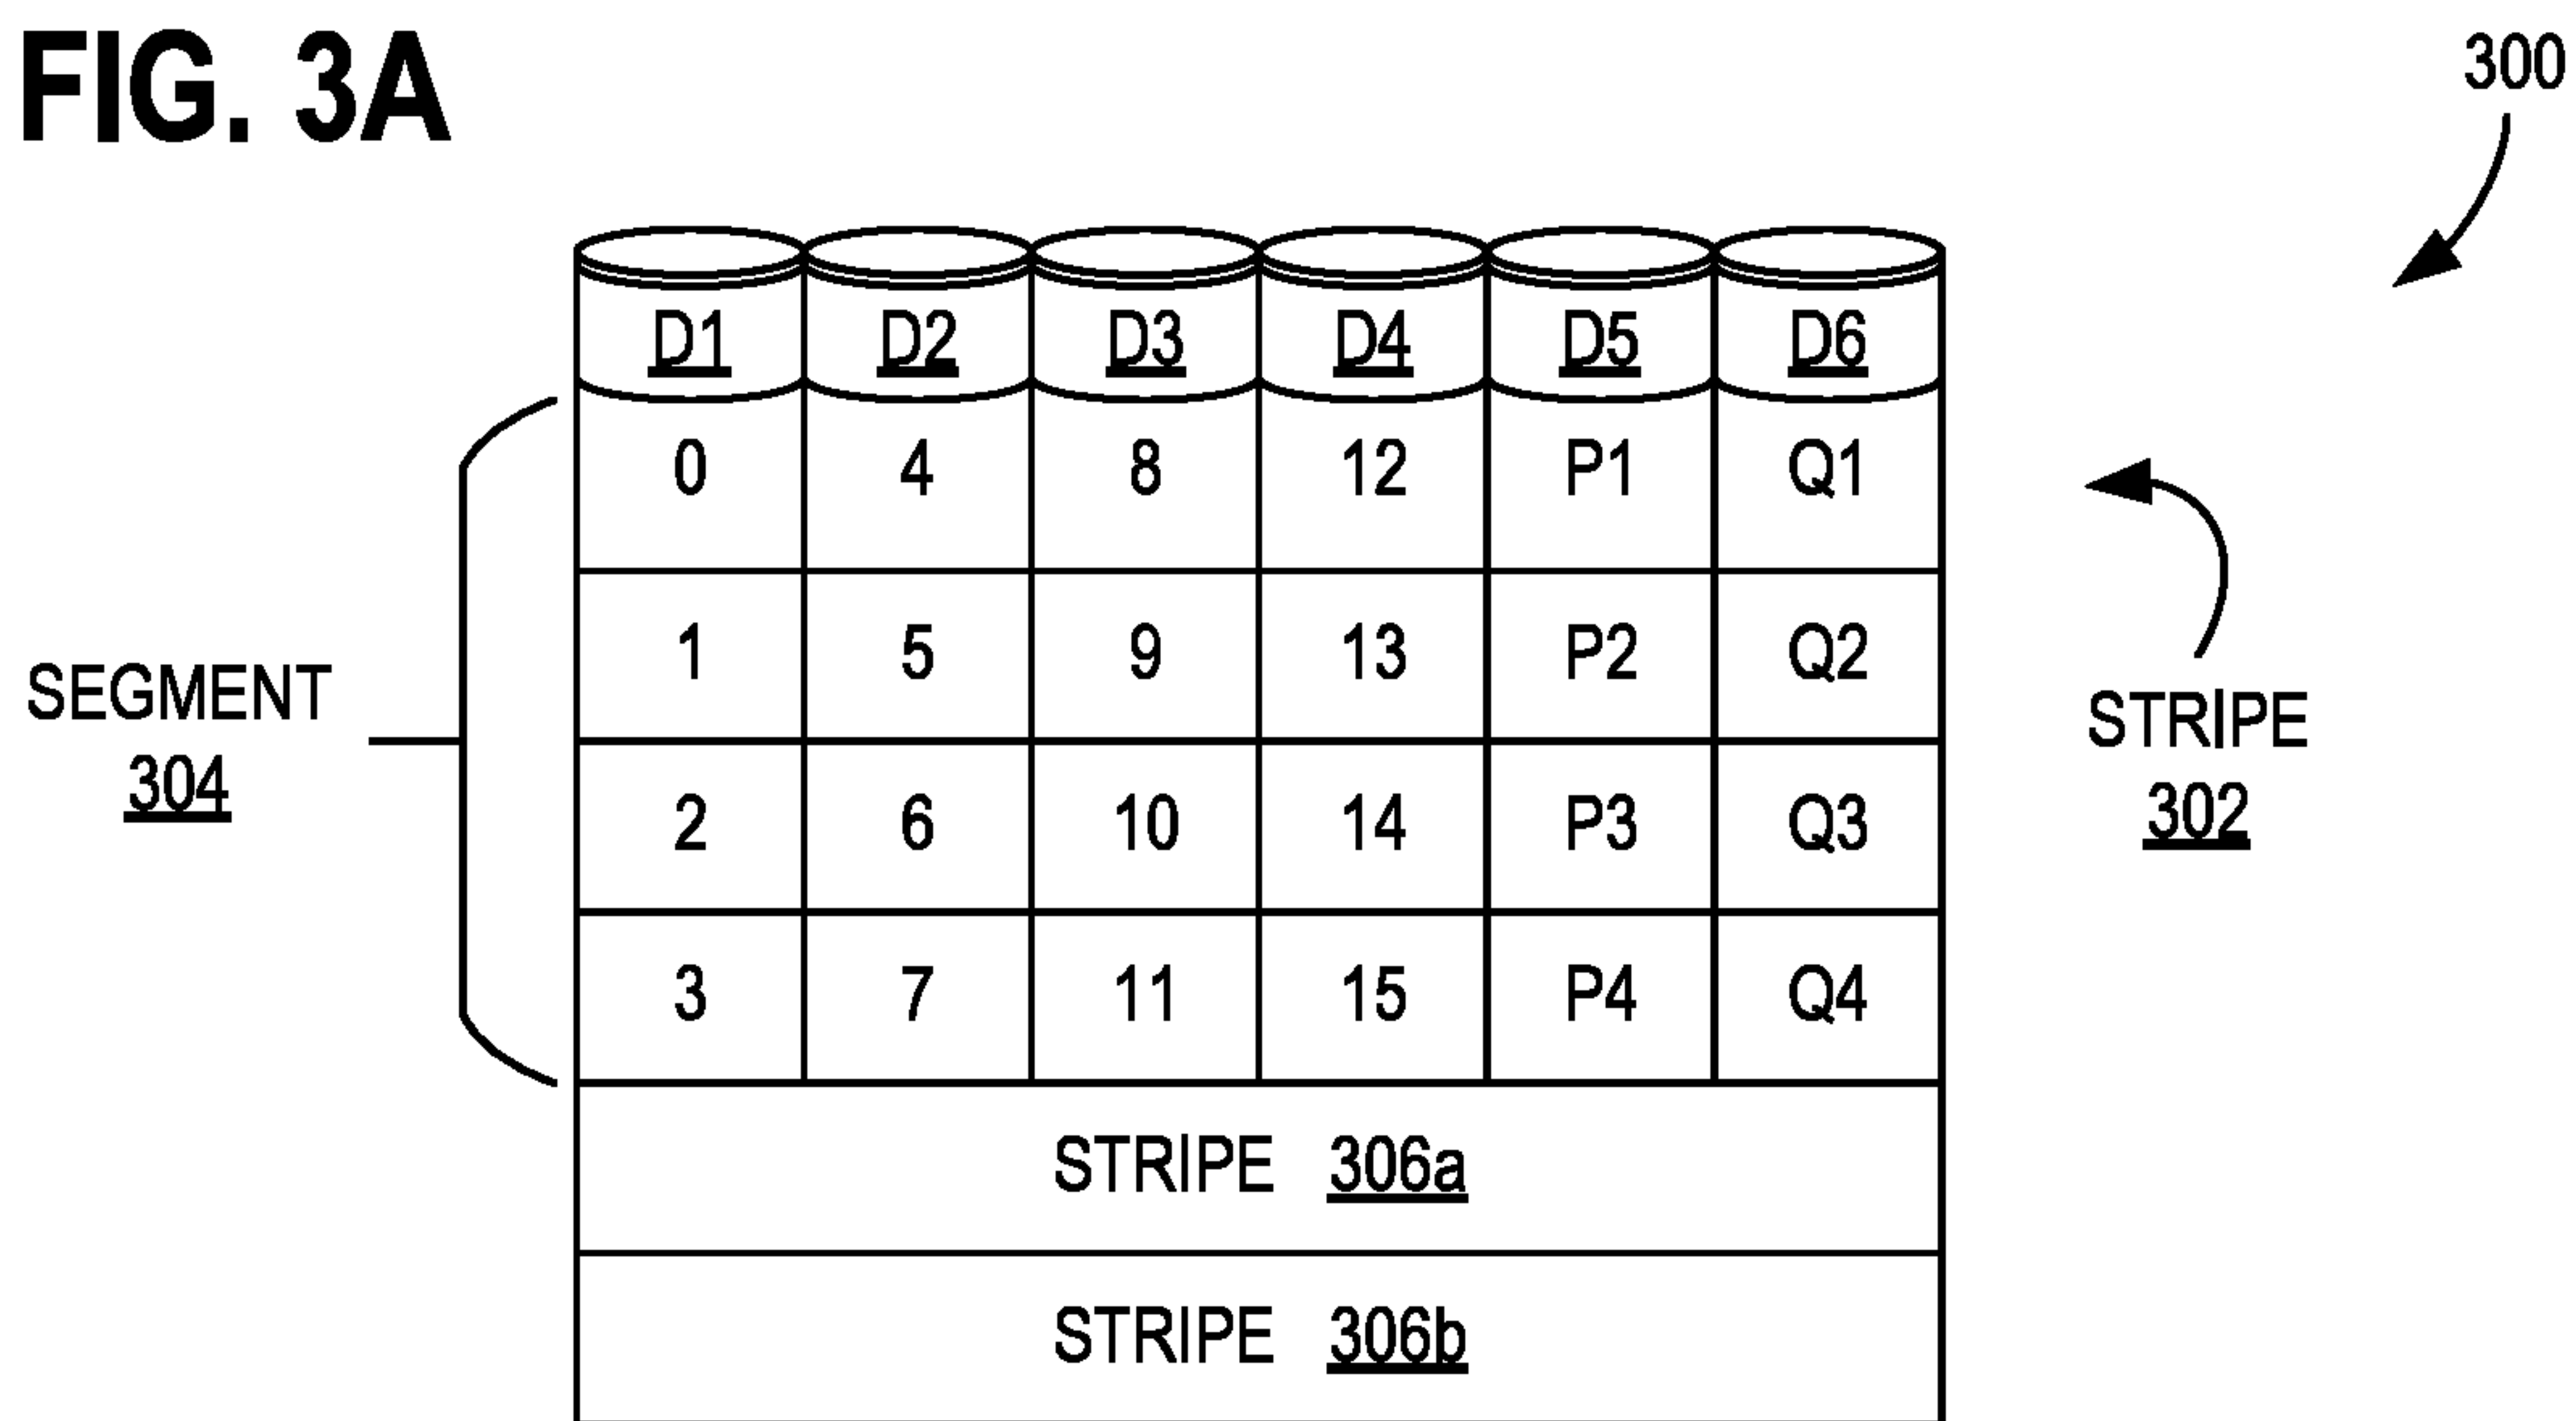 FIG. 3A
300
D1 D2 D3 D4 D5 D6
0 4 8 12 P1 Q1
1 5 9 13 P2 Q2
2 6 10 14 P3 Q3
3 7 11 15 P4 Q4
SEGMENT
304
STRIPE
302
STRIPE 306a
STRIPE 306b